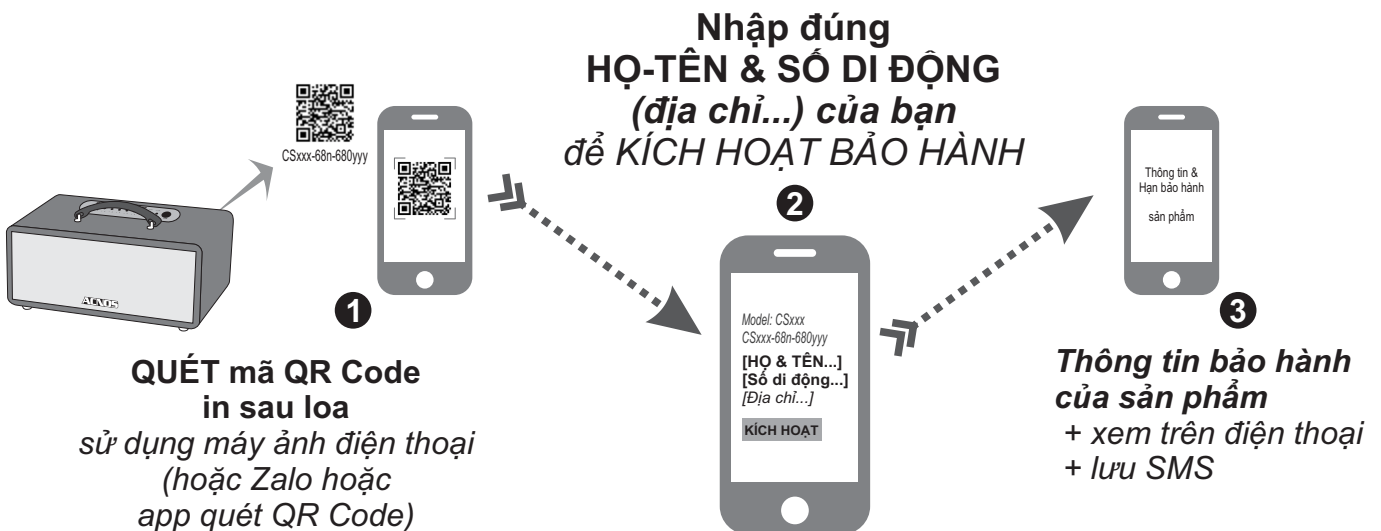 CSxxx-68n-680yyy
ACNOS
1
QUÉT mã QR Code
in sau loa
sử dụng máy ảnh điện thoại
(hoặc Zalo hoặc
app quét QR Code)
Nhập đúng
HỌ-TÊN & SỐ DI ĐỘNG
(địa chỉ...) của bạn
để KÍCH HOẠT BẢO HÀNH
2
Model: CSxxx
CSxxx-68n-680yyy
[HỌ & TÊN...]
[Số di động...]
[Địa chỉ...]
KÍCH HOẠT
Thông tin &
Hạn bảo hành
sản phẩm
3
Thông tin bảo hành
của sản phẩm
+ xem trên điện thoại
+ lưu SMS